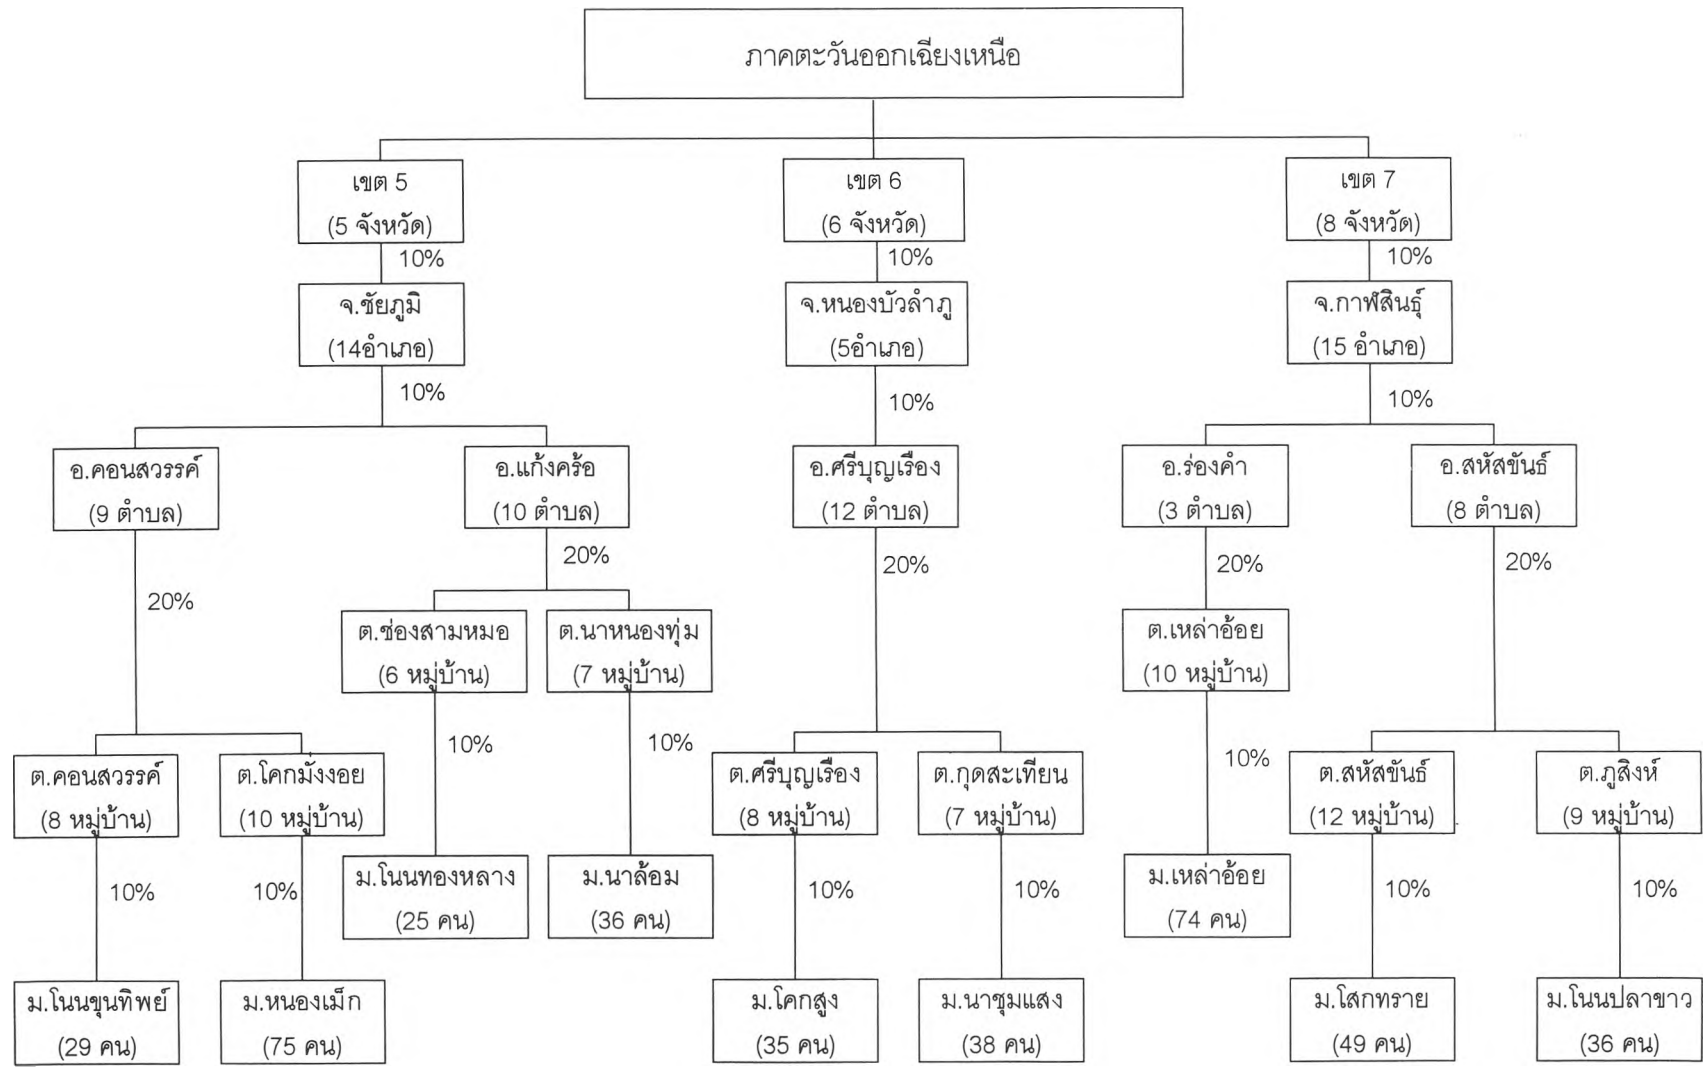 ภาคตะวันออกเฉียงเหนือ
เขต 5
(5 จังหวัด)
เขต 6
(6 จังหวัด)
เขต 7
(8 จังหวัด)
10%
10%
10%
จ.ชัยภูมิ
(14อำเภอ)
จ.หนองบัวลำภู
(5อำเภอ)
จ.กาฬสินธุ์
(15 อำเภอ)
10%
10%
10%
อ.คอนสวรรค์
(9 ตำบล)
อ.แก้งคร้อ
(10 ตำบล)
อ.ศรีบุญเรือง
(12 ตำบล)
อ.ร่องคำ
(3 ตำบล)
อ.สหัสขันธ์
(8 ตำบล)
20%
20%
20%
20%
20%
ต.ช่องสามหมอ
(6 หมู่บ้าน)
ต.นาหนองทุ่ม
(7 หมู่บ้าน)
ต.เหล่าอ้อย
(10 หมู่บ้าน)
10%
10%
10%
ต.คอนสวรรค์
(8 หมู่บ้าน)
ต.โคกมั่งงอย
(10 หมู่บ้าน)
ต.ศรีบุญเรือง
(8 หมู่บ้าน)
ต.กุดสะเทียน
(7 หมู่บ้าน)
ต.สหัสขันธ์
(12 หมู่บ้าน)
ต.ภูสิงห์
(9 หมู่บ้าน)
ม.โนนทองหลาง
(25 คน)
ม.นาล้อม
(36 คน)
ม.เหล่าอ้อย
(74 คน)
10%
10%
10%
10%
10%
10%
ม.โนนขุนทิพย์
(29 คน)
ม.หนองเม็ก
(75 คน)
ม.โคกสูง
(35 คน)
ม.นาชุมแสง
(38 คน)
ม.โสกทราย
(49 คน)
ม.โนนปลาขาว
(36 คน)